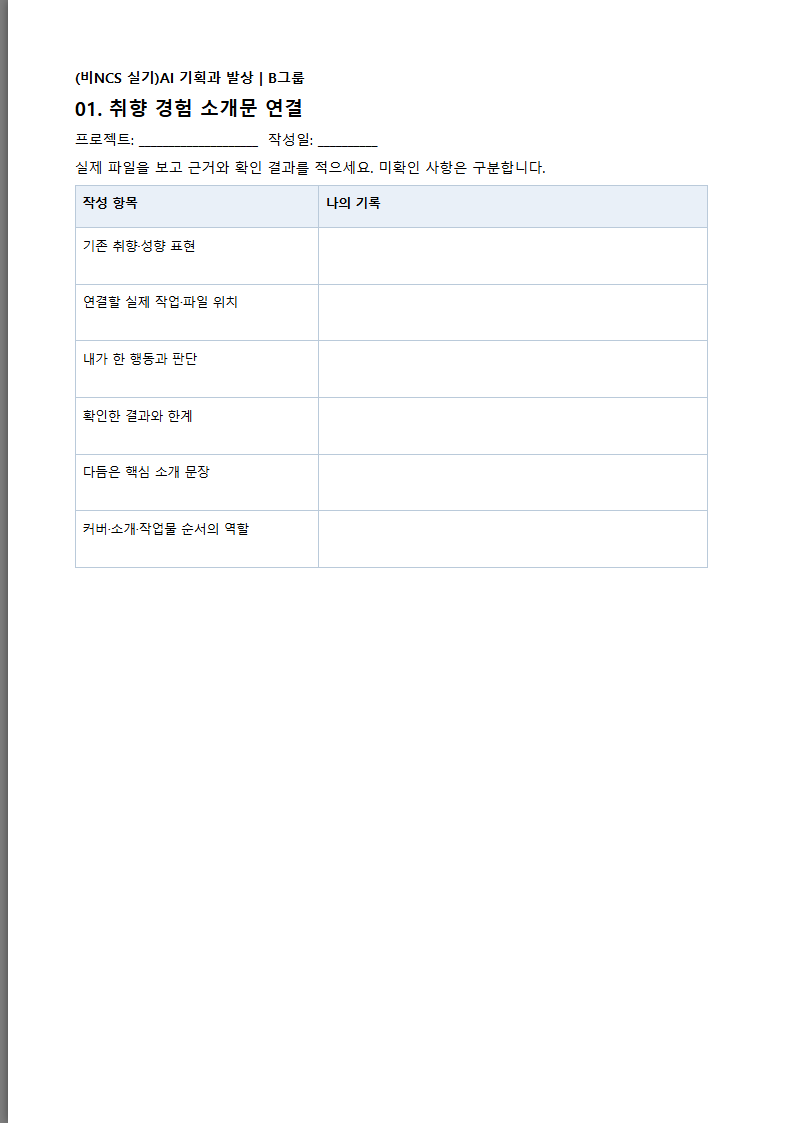 (비NCS 실기)AI 기획과 발상 | B그룹
01. 취향 경험 소개문 연결
프로젝트: _________________ 작성일: _________
실제 파일을 보고 근거와 확인 결과를 적으세요. 미확인 사항은 구분합니다.
작성 항목 나의 기록
기존 취향·성향 표현
연결할 실제 작업·파일 위치
내가 한 행동과 판단
확인한 결과와 한계
다듬은 핵심 소개 문장
커버·소개·작업물 순서의 역할